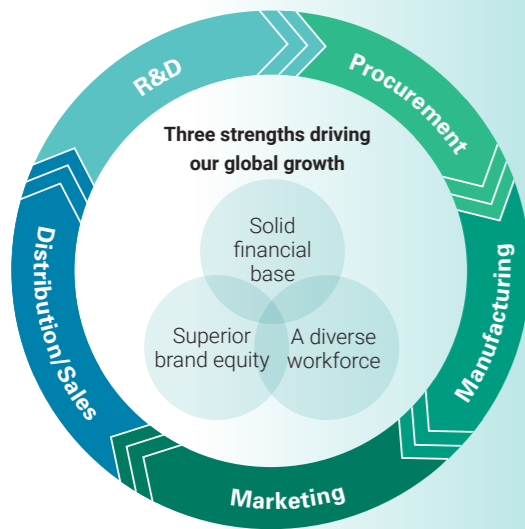 R&D
Procurement
Manufacturing
Marketing
Distribution/Sales
Three strengths driving
our global growth
Solid
financial
base
Superior
brand equity
A diverse
workforce